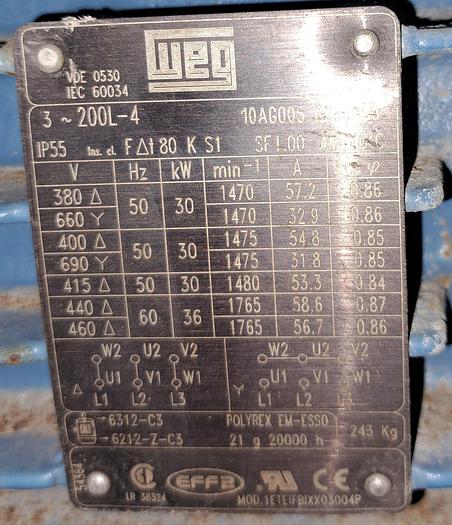 VDE 0530
IEC 60034
WEG
3 ~ 200L-4 10AG005
IP55 Ins. cl. F Δt 80 K S1 SF 1.00
V Hz kW min-1 A φ
380 Δ 50 30 1470 57.2 0.86
660 Y 1470 32.9 0.86
400 Δ 50 30 1475 54.8 0.85
690 Y 1475 31.8 0.85
415 Δ 50 30 1480 53.3 0.84
440 Δ 60 36 1765 58.6 0.87
460 Δ 1765 56.7 0.86
W2 U2 V2 W2 U2 V2
Δ U1 V1 W1 Y U1 V1 W1
L1 L2 L3 L1 L2 L3
→6312-C3 POLYREX EM-ESSO 243 Kg
→6212-Z-C3 21 g 20000 h
LR 38324 EFF2 CE
MOD.1ETEIFBIXX03004P